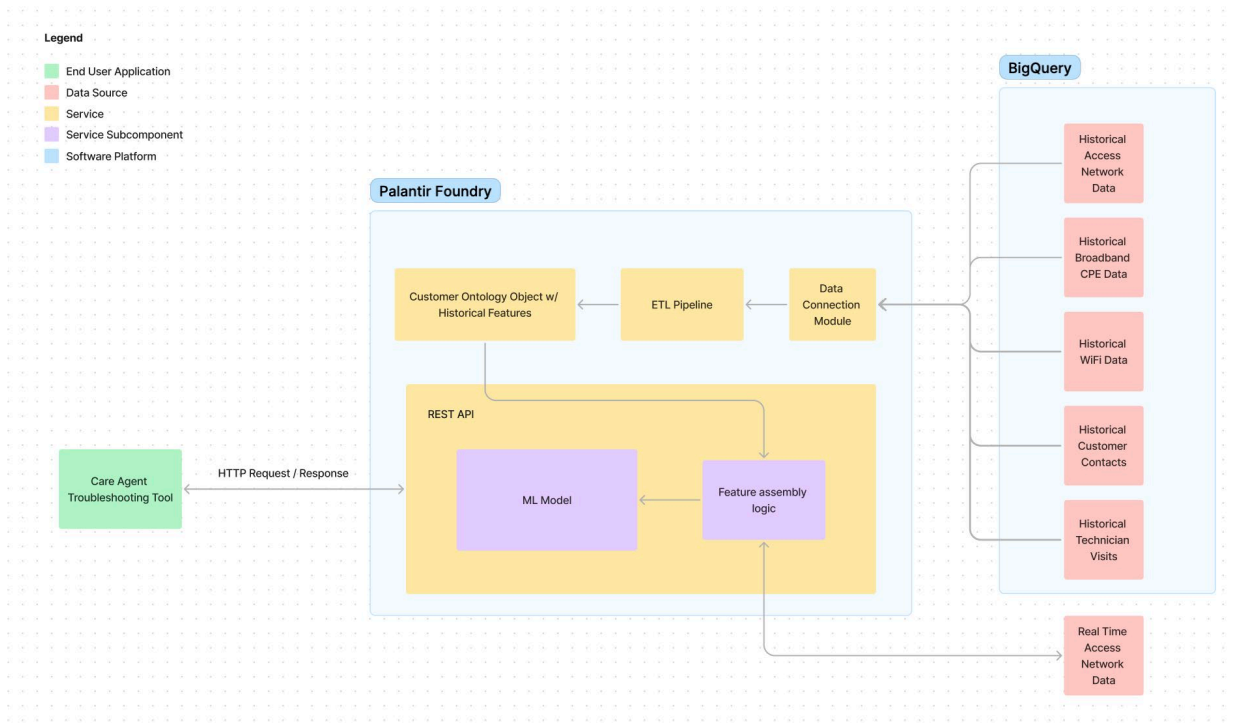 Legend
End User Application
Data Source
Service
Service Subcomponent
Software Platform
BigQuery
Historical
Access
Network
Data
Historical
Broadband
CPE Data
Historical
WiFi Data
Historical
Customer
Contacts
Historical
Technician
Visits
Real Time
Access
Network
Data
Palantir Foundry
Customer Ontology Object w/
Historical Features
ETL Pipeline
Data
Connection
Module
REST API
ML Model
Feature assembly
logic
HTTP Request / Response
Care Agent
Troubleshooting Tool